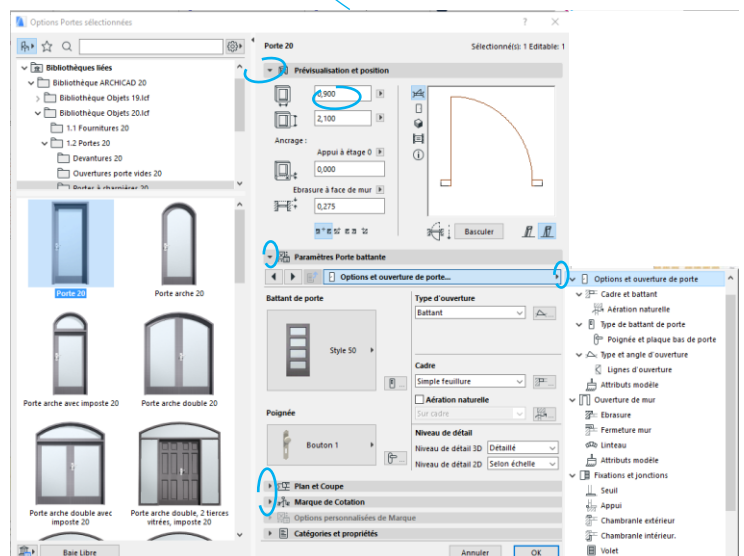 Options Portes sélectionnées
? ×
Porte 20
Sélectionné(s): 1 Editable: 1
Bibliothèques liées
Bibliothèque ARCHICAD 20
Bibliothèque Objets 19.lcf
Bibliothèque Objets 20.lcf
1.1 Fournitures 20
1.2 Portes 20
Devantures 20
Ouvertures porte vides 20
Portes à charnières 20
Porte 20
Porte arche 20
Porte arche avec imposte 20
Porte arche double 20
Porte arche double avec
imposte 20
Porte arche double, 2 tierces
vitrées, imposte 20
Baie Libre
Prévisualisation et position
0,900
2,100
Ancrage :
Appui à étage 0
0,000
Ebrasure à face de mur
0,275
Basculer
Paramètres Porte battante
Options et ouverture de porte...
Battant de porte
Style 50
Poignée
Bouton 1
Type d'ouverture
Battant
Cadre
Simple feuillure
Aération naturelle
Sur cadre
Niveau de détail
Niveau de détail 3D Détaillé
Niveau de détail 2D Selon échelle
Plan et Coupe
Marque de Cotation
Options personnalisées de Marque
Catégories et propriétés
Annuler
OK
Options et ouverture de porte
Cadre et battant
Aération naturelle
Type de battant de porte
Poignée et plaque bas de porte
Type et angle d'ouverture
Lignes d'ouverture
Attributs modèle
Ouverture de mur
Ebrasure
Fermeture mur
Linteau
Attributs modèle
Fixations et jonctions
Seuil
Appui
Chambranle extérieur
Chambranle intérieur.
Volet